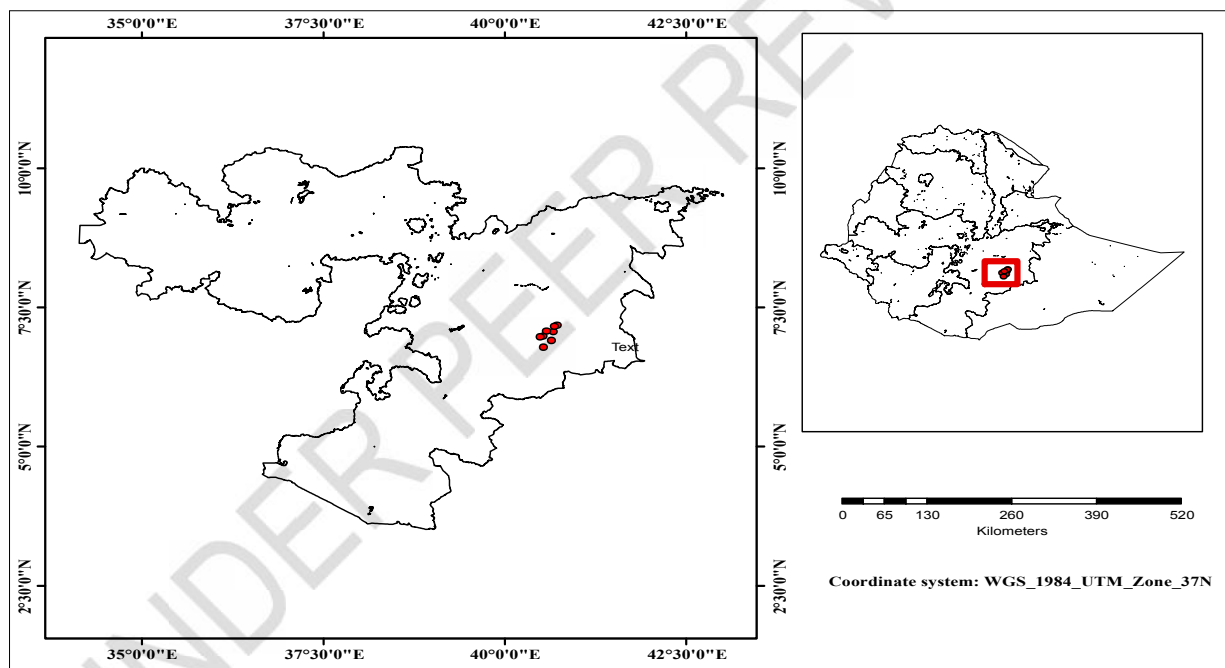 35°0'0"E 37°30'0"E 40°0'0"E 42°30'0"E
10°0'0"N 10°0'0"N
7°30'0"N 7°30'0"N
Text
5°0'0"N 5°0'0"N
2°30'0"N 2°30'0"N
35°0'0"E 37°30'0"E 40°0'0"E 42°30'0"E
0 65 130 260 390 520
Kilometers
Coordinate system: WGS_1984_UTM_Zone_37N
NDER PEER REV